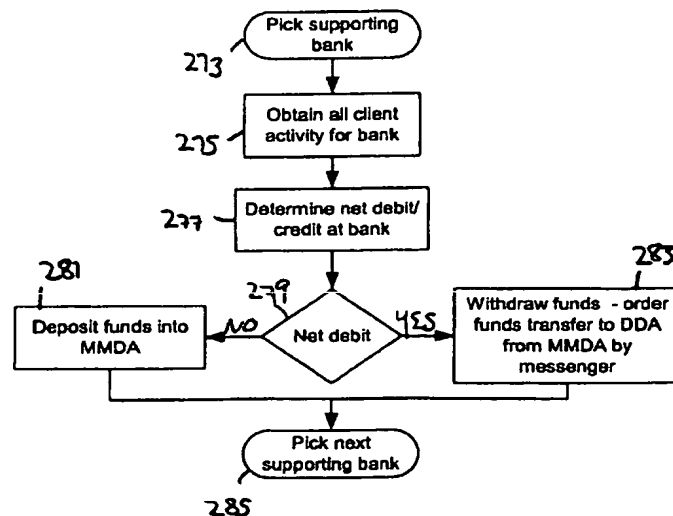 Pick supporting
bank
273
Obtain all client
activity for bank
275
Determine net debit/
credit at bank
277
281
Deposit funds into
MMDA
NO
279
Net debit
YES
283
Withdraw funds - order
funds transfer to DDA
from MMDA by
messenger
Pick next
supporting bank
285